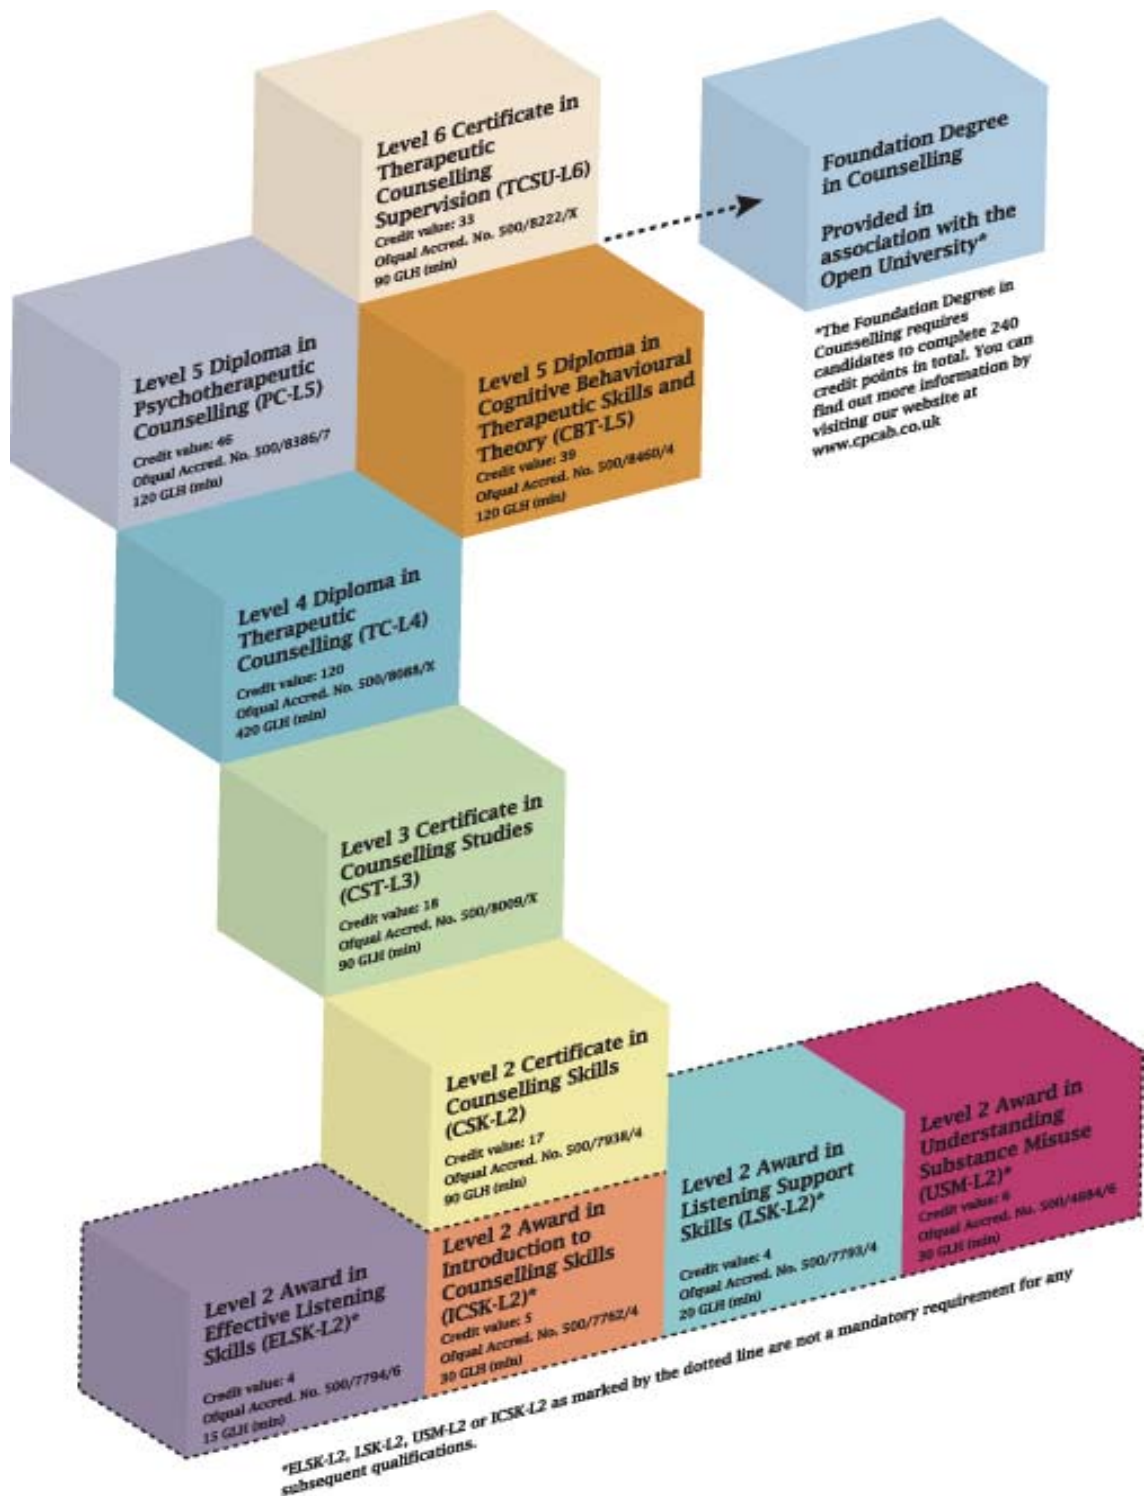 Level 6 Certificate in
Therapeutic
Counselling
Supervision (TCSU-L6)
Credit value: 33
Ofqual Accred. No. 500/8222/X
90 GLH (min)
Foundation Degree
in Counselling
Provided in
association with the
Open University*
*The Foundation Degree in
Counselling requires
candidates to complete 240
credit points in total. You can
find out more information by
visiting our website at
www.cpcab.co.uk
Level 5 Diploma in
Psychotherapeutic
Counselling (PC-L5)
Credit value: 46
Ofqual Accred. No. 500/8386/7
120 GLH (min)
Level 5 Diploma in
Cognitive Behavioural
Therapeutic Skills and
Theory (CBT-L5)
Credit value: 39
Ofqual Accred. No. 500/8460/4
120 GLH (min)
Level 4 Diploma in
Therapeutic
Counselling (TC-L4)
Credit value: 120
Ofqual Accred. No. 500/8088/X
420 GLH (min)
Level 3 Certificate in
Counselling Studies
(CST-L3)
Credit value: 18
Ofqual Accred. No. 500/8009/X
90 GLH (min)
Level 2 Certificate in
Counselling Skills
(CSK-L2)
Credit value: 17
Ofqual Accred. No. 500/7938/4
90 GLH (min)
Level 2 Award in
Effective Listening
Skills (ELSK-L2)*
Credit value: 4
Ofqual Accred. No. 500/7794/6
15 GLH (min)
Level 2 Award in
Introduction to
Counselling Skills
(ICSK-L2)*
Credit value: 5
Ofqual Accred. No. 500/7762/4
30 GLH (min)
Level 2 Award in
Listening Support
Skills (LSK-L2)*
Credit value: 4
Ofqual Accred. No. 500/7793/4
20 GLH (min)
Level 2 Award in
Understanding
Substance Misuse
(USM-L2)*
Credit value: 6
Ofqual Accred. No. 500/4884/6
30 GLH (min)
*ELSK-L2, LSK-L2, USM-L2 or ICSK-L2 as marked by the dotted line are not a mandatory requirement for any
subsequent qualifications.